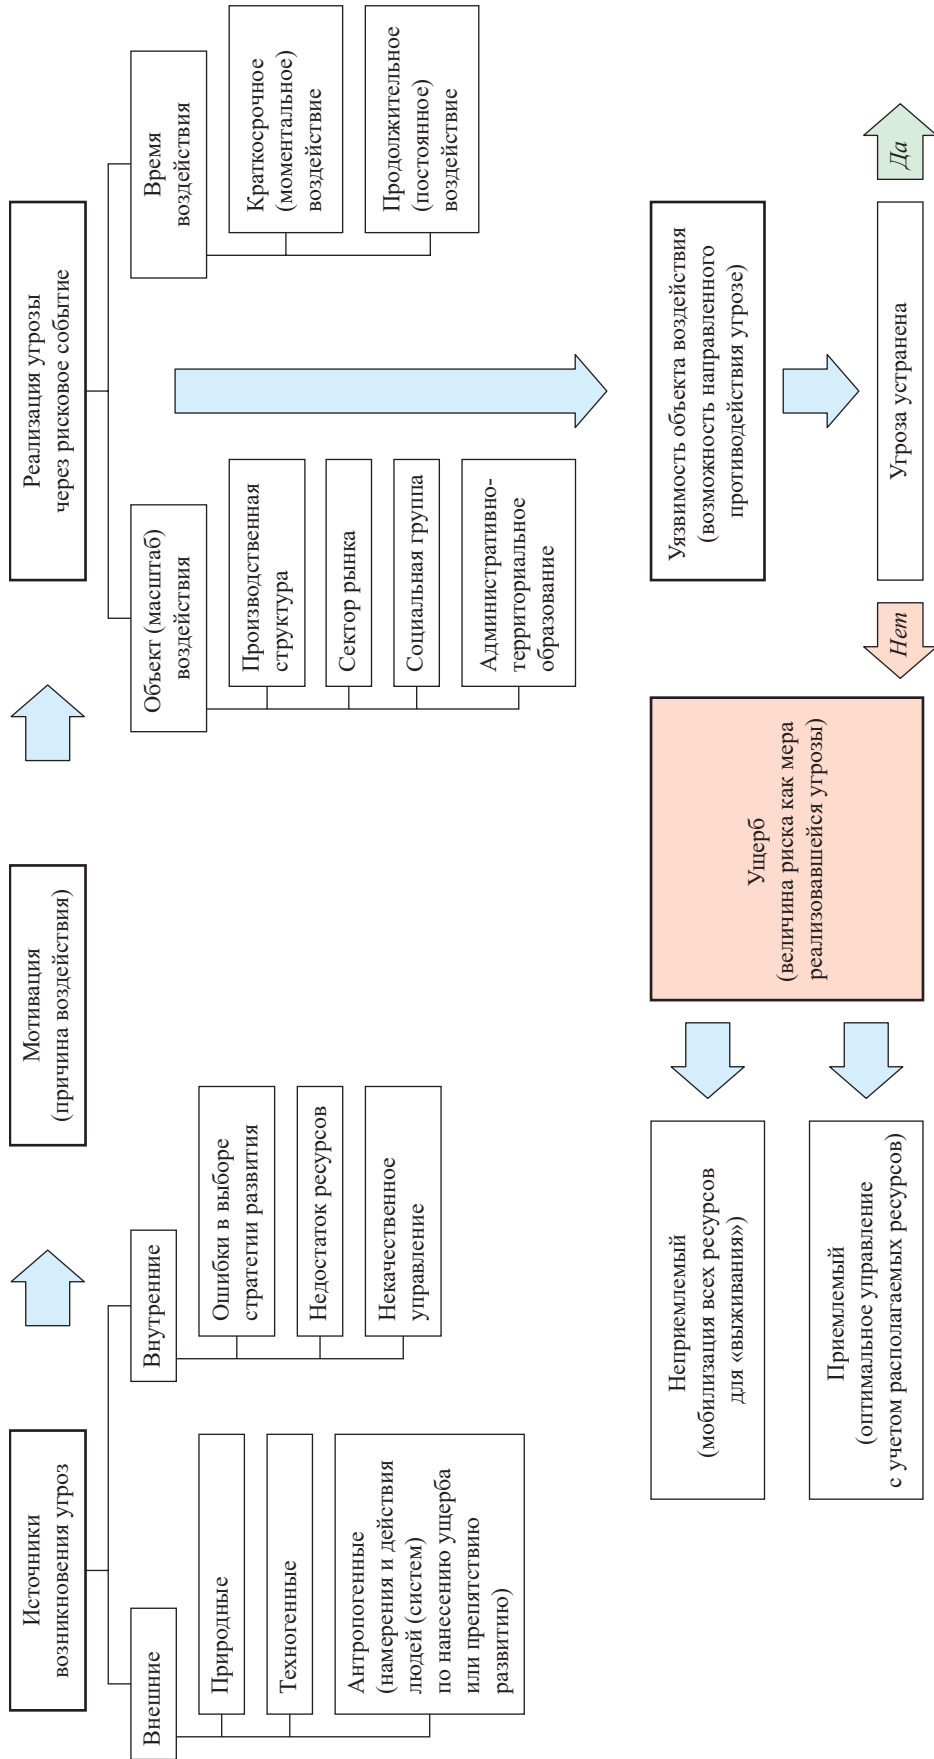 Источники
возникновения угроз
Внешние
Природные
Техногенные
Антропогенные
(намерения и действия
людей (систем)
по нанесению ущерба
или препятствию
развитию)
Внутренние
Ошибки в выборе
стратегии развития
Недостаток ресурсов
Некачественное
управление
Мотивация
(причина воздействия)
Реализация угрозы
через рисковое событие
Объект (масштаб)
воздействия
Производственная
структура
Сектор рынка
Социальная группа
Административно-
территориальное
образование
Время
воздействия
Краткосрочное
(моментальное)
воздействие
Продолжительное
(постоянное)
воздействие
Уязвимость объекта воздействия
(возможность направленного
противодействия угрозе)
Угроза устранена
Да
Нет
Ущерб
(величина риска как мера
реализовавшейся угрозы)
Неприемлемый
(мобилизация всех ресурсов
для «выживания»)
Приемлемый
(оптимальное управление
с учетом располагаемых ресурсов)